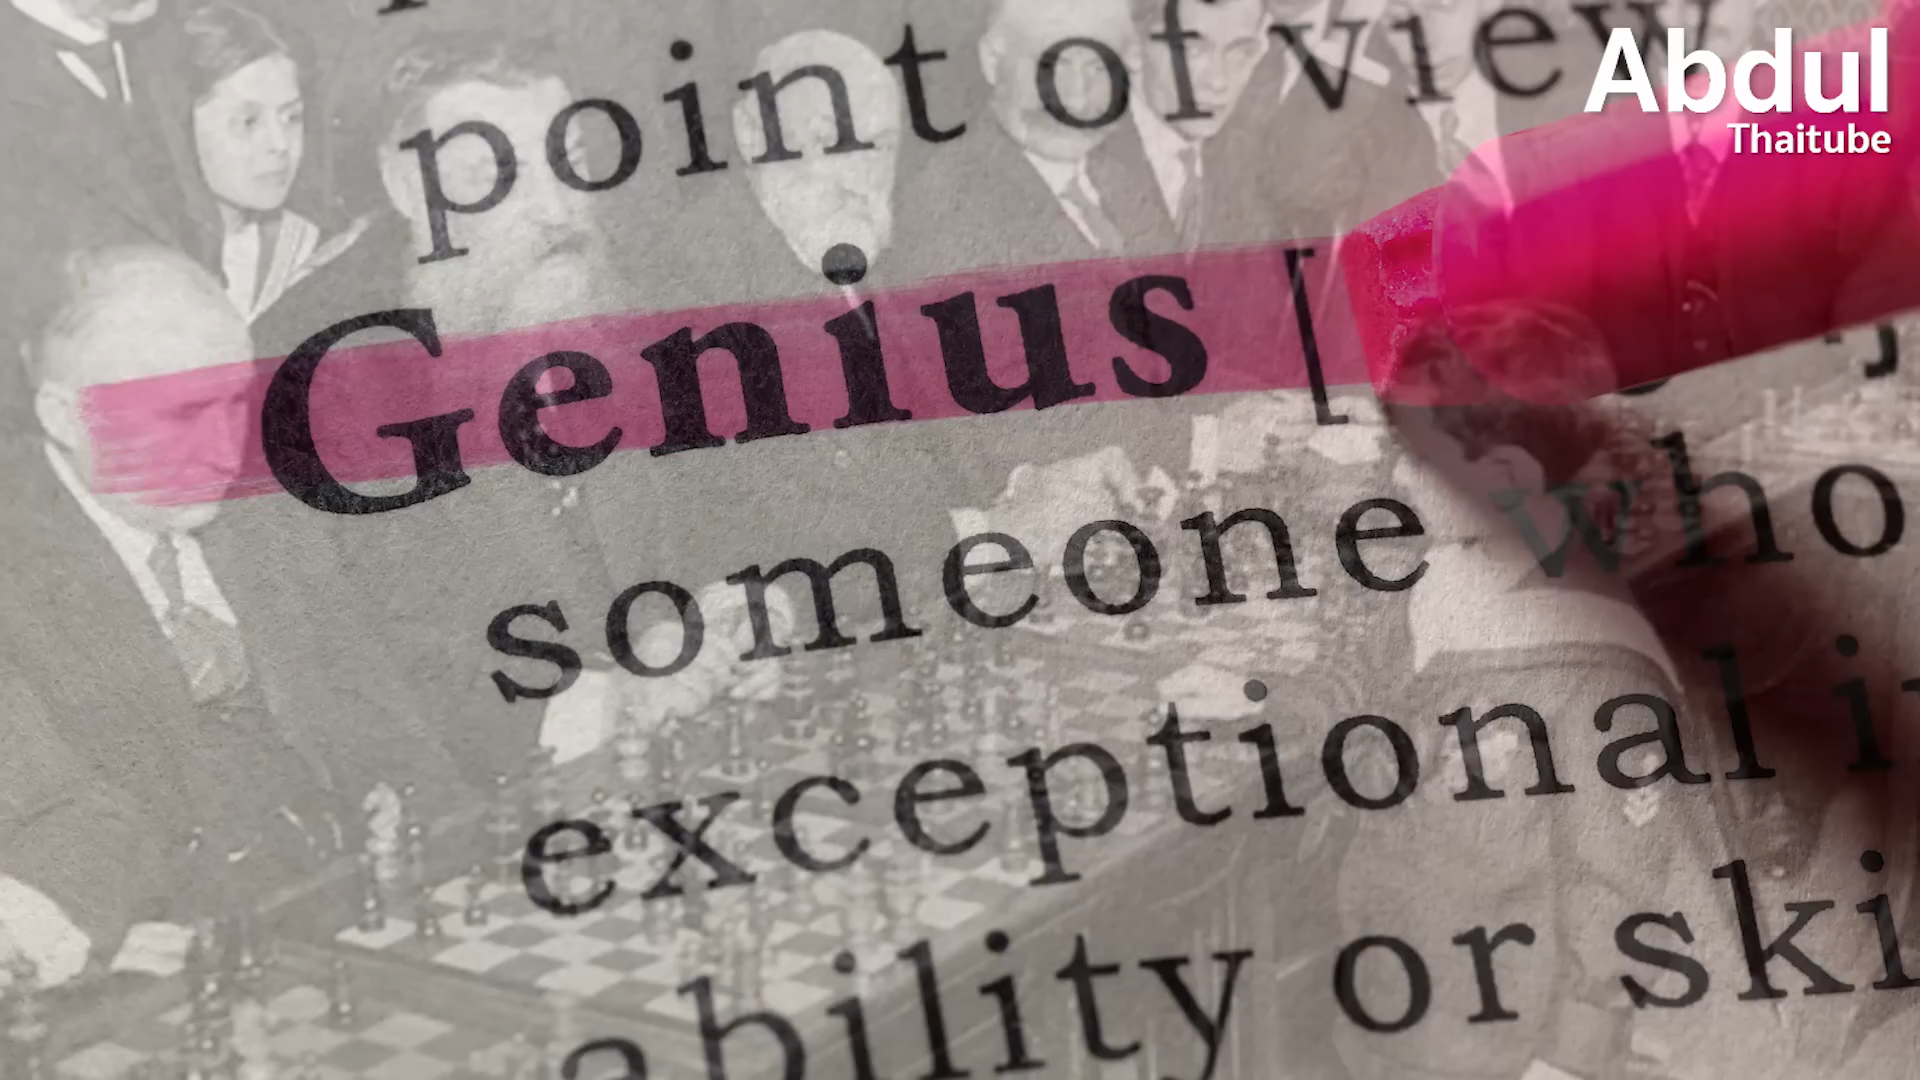 point of view
Abdul
Thaitube
Genius [
someone who
exceptional i
ability or ski